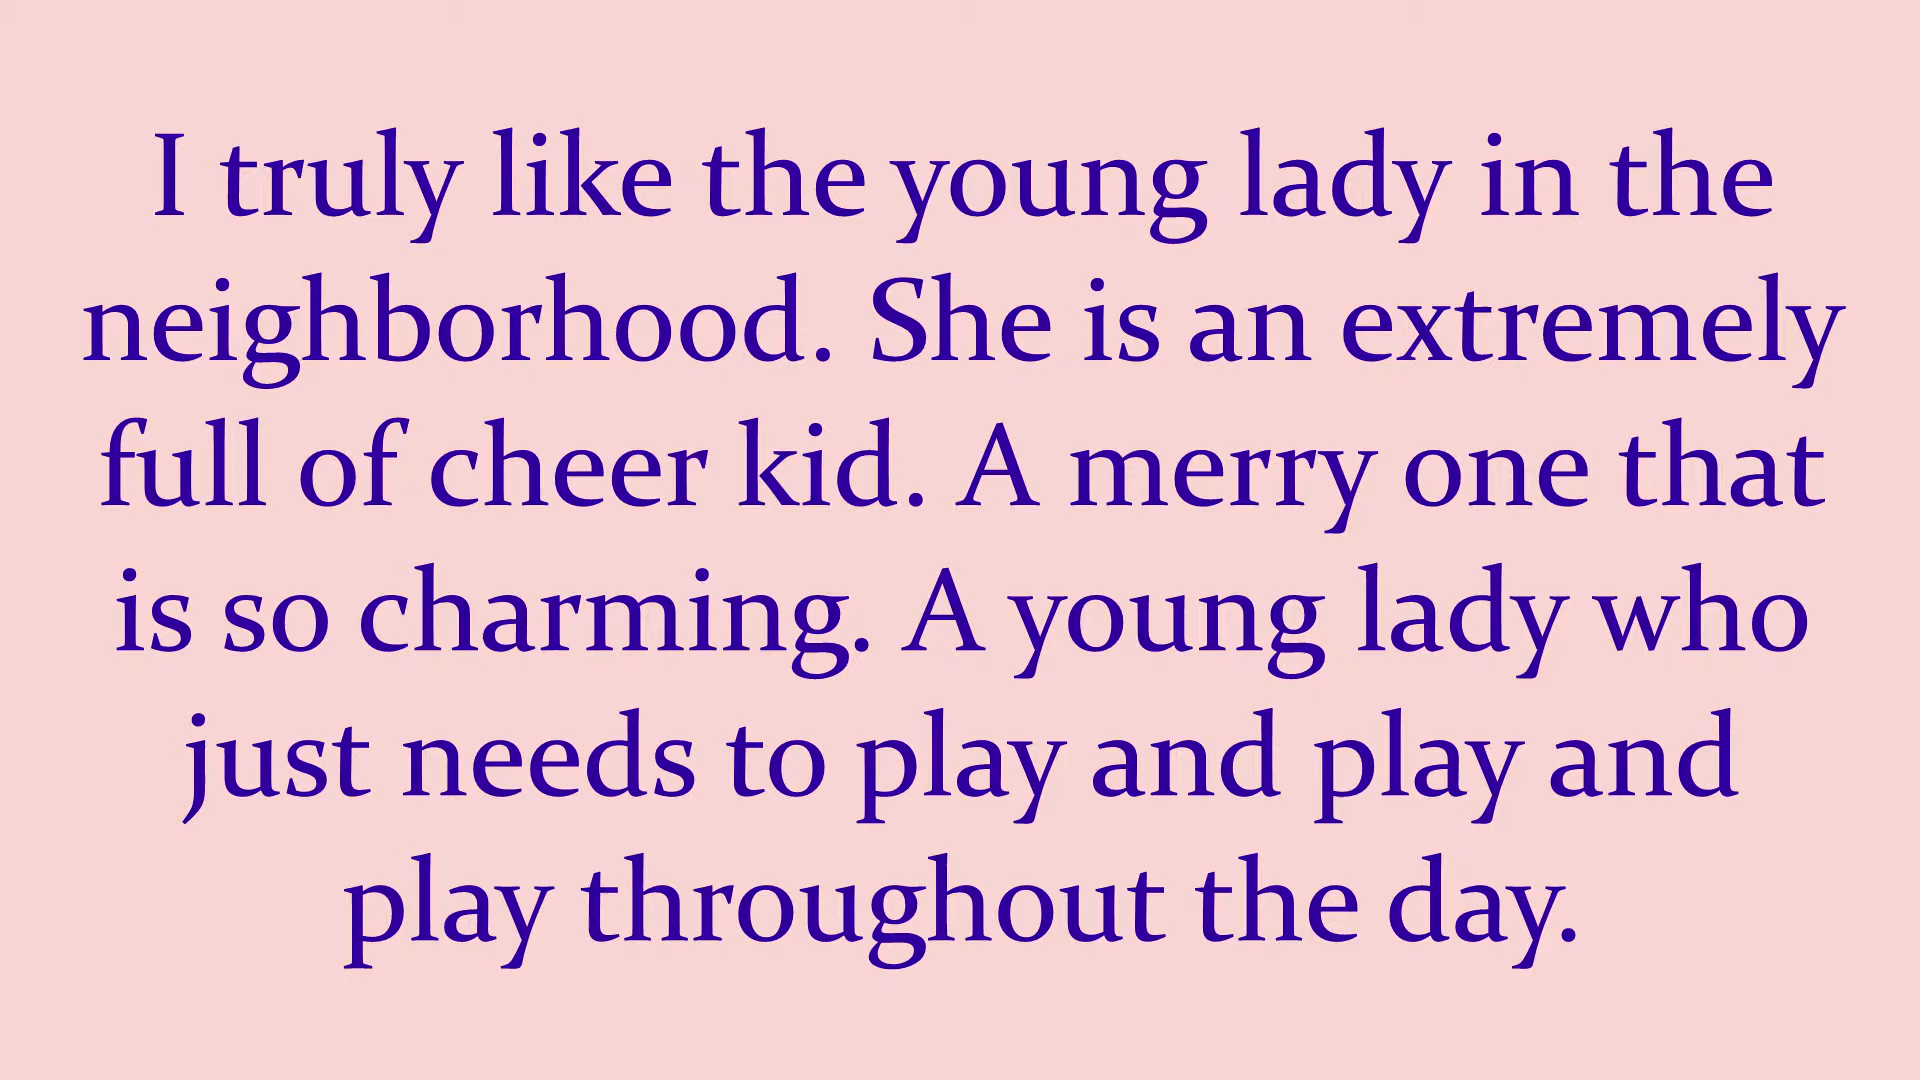 I truly like the young lady in the
neighborhood. She is an extremely
full of cheer kid. A merry one that
is so charming. A young lady who
just needs to play and play and
play throughout the day.